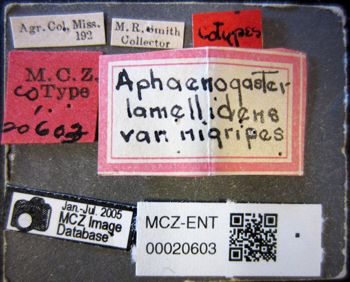 Agr. Col. Miss.
192
M. R. Smith
Collector
cotypes
M. C. Z.
CoType
20603
Aphaenogaster
lamellidens
var. nigripes
Jan.-Jul. 2005
MCZ Image
Database
MCZ-ENT
00020603